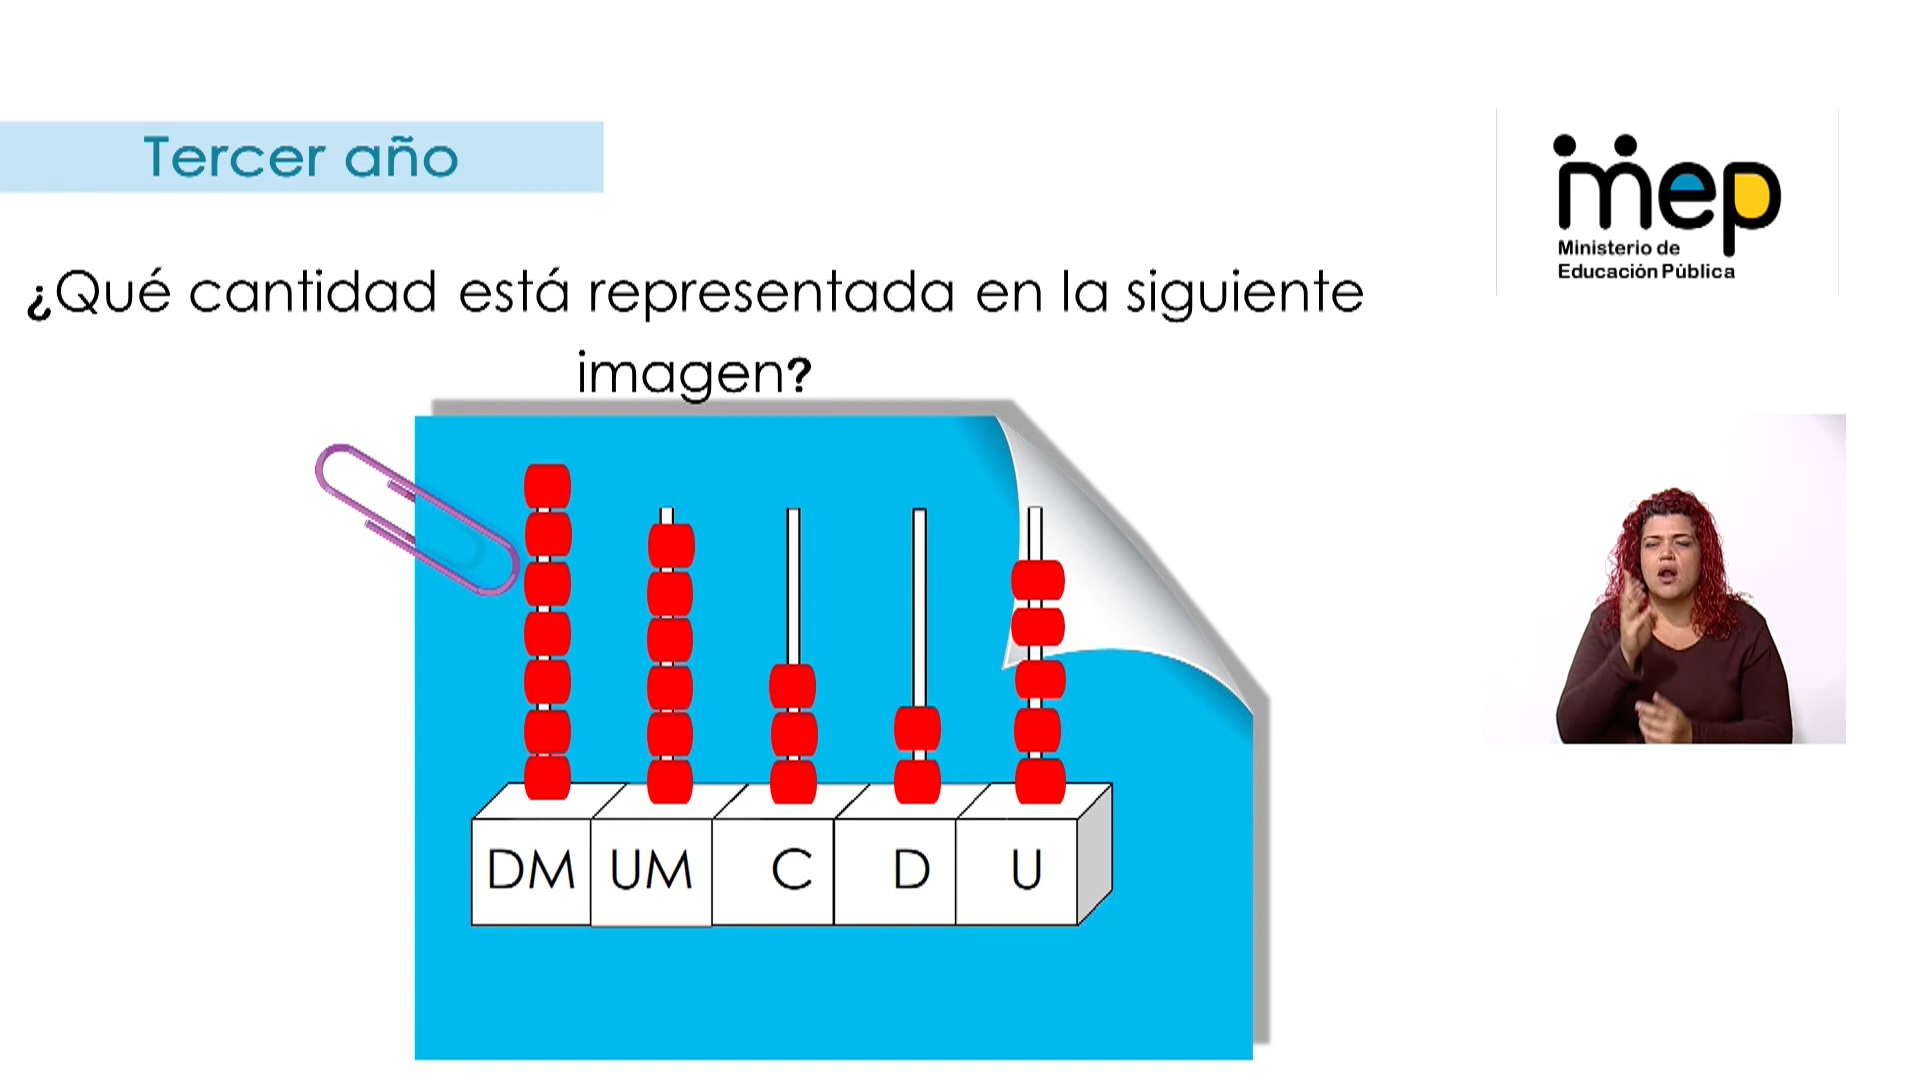 Tercer año
mep
Ministerio de
Educación Pública
¿Qué cantidad está representada en la siguiente
imagen?
DM UM C D U